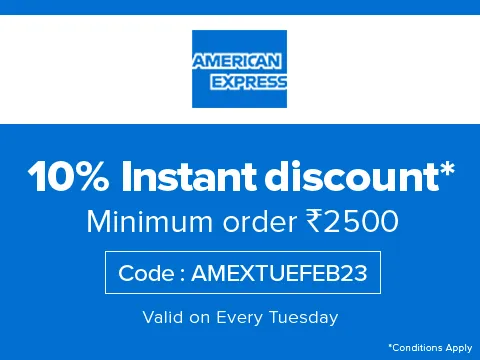 AMERICAN
EXPRESS
10% Instant discount*
Minimum order ₹2500
Code : AMEXTUEFEB23
Valid on Every Tuesday
*Conditions Apply